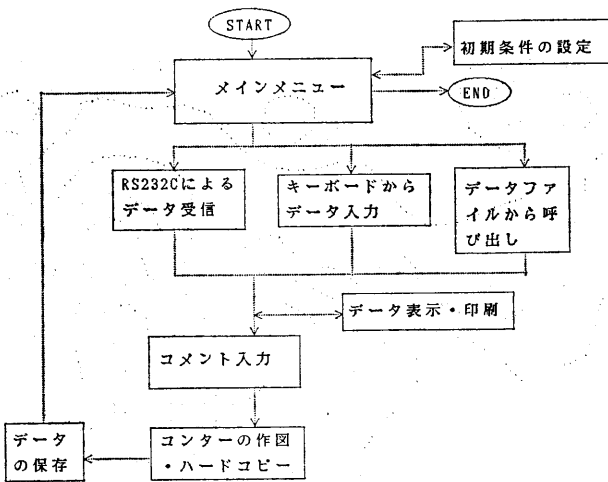 START
初期条件の設定
メインメニュー
END
RS232Cによる
データ受信
キーボードから
データ入力
データファ
イルから呼
び出し
データ表示・印刷
コメント入力
データ
の保存
コンターの作図
・ハードコピー